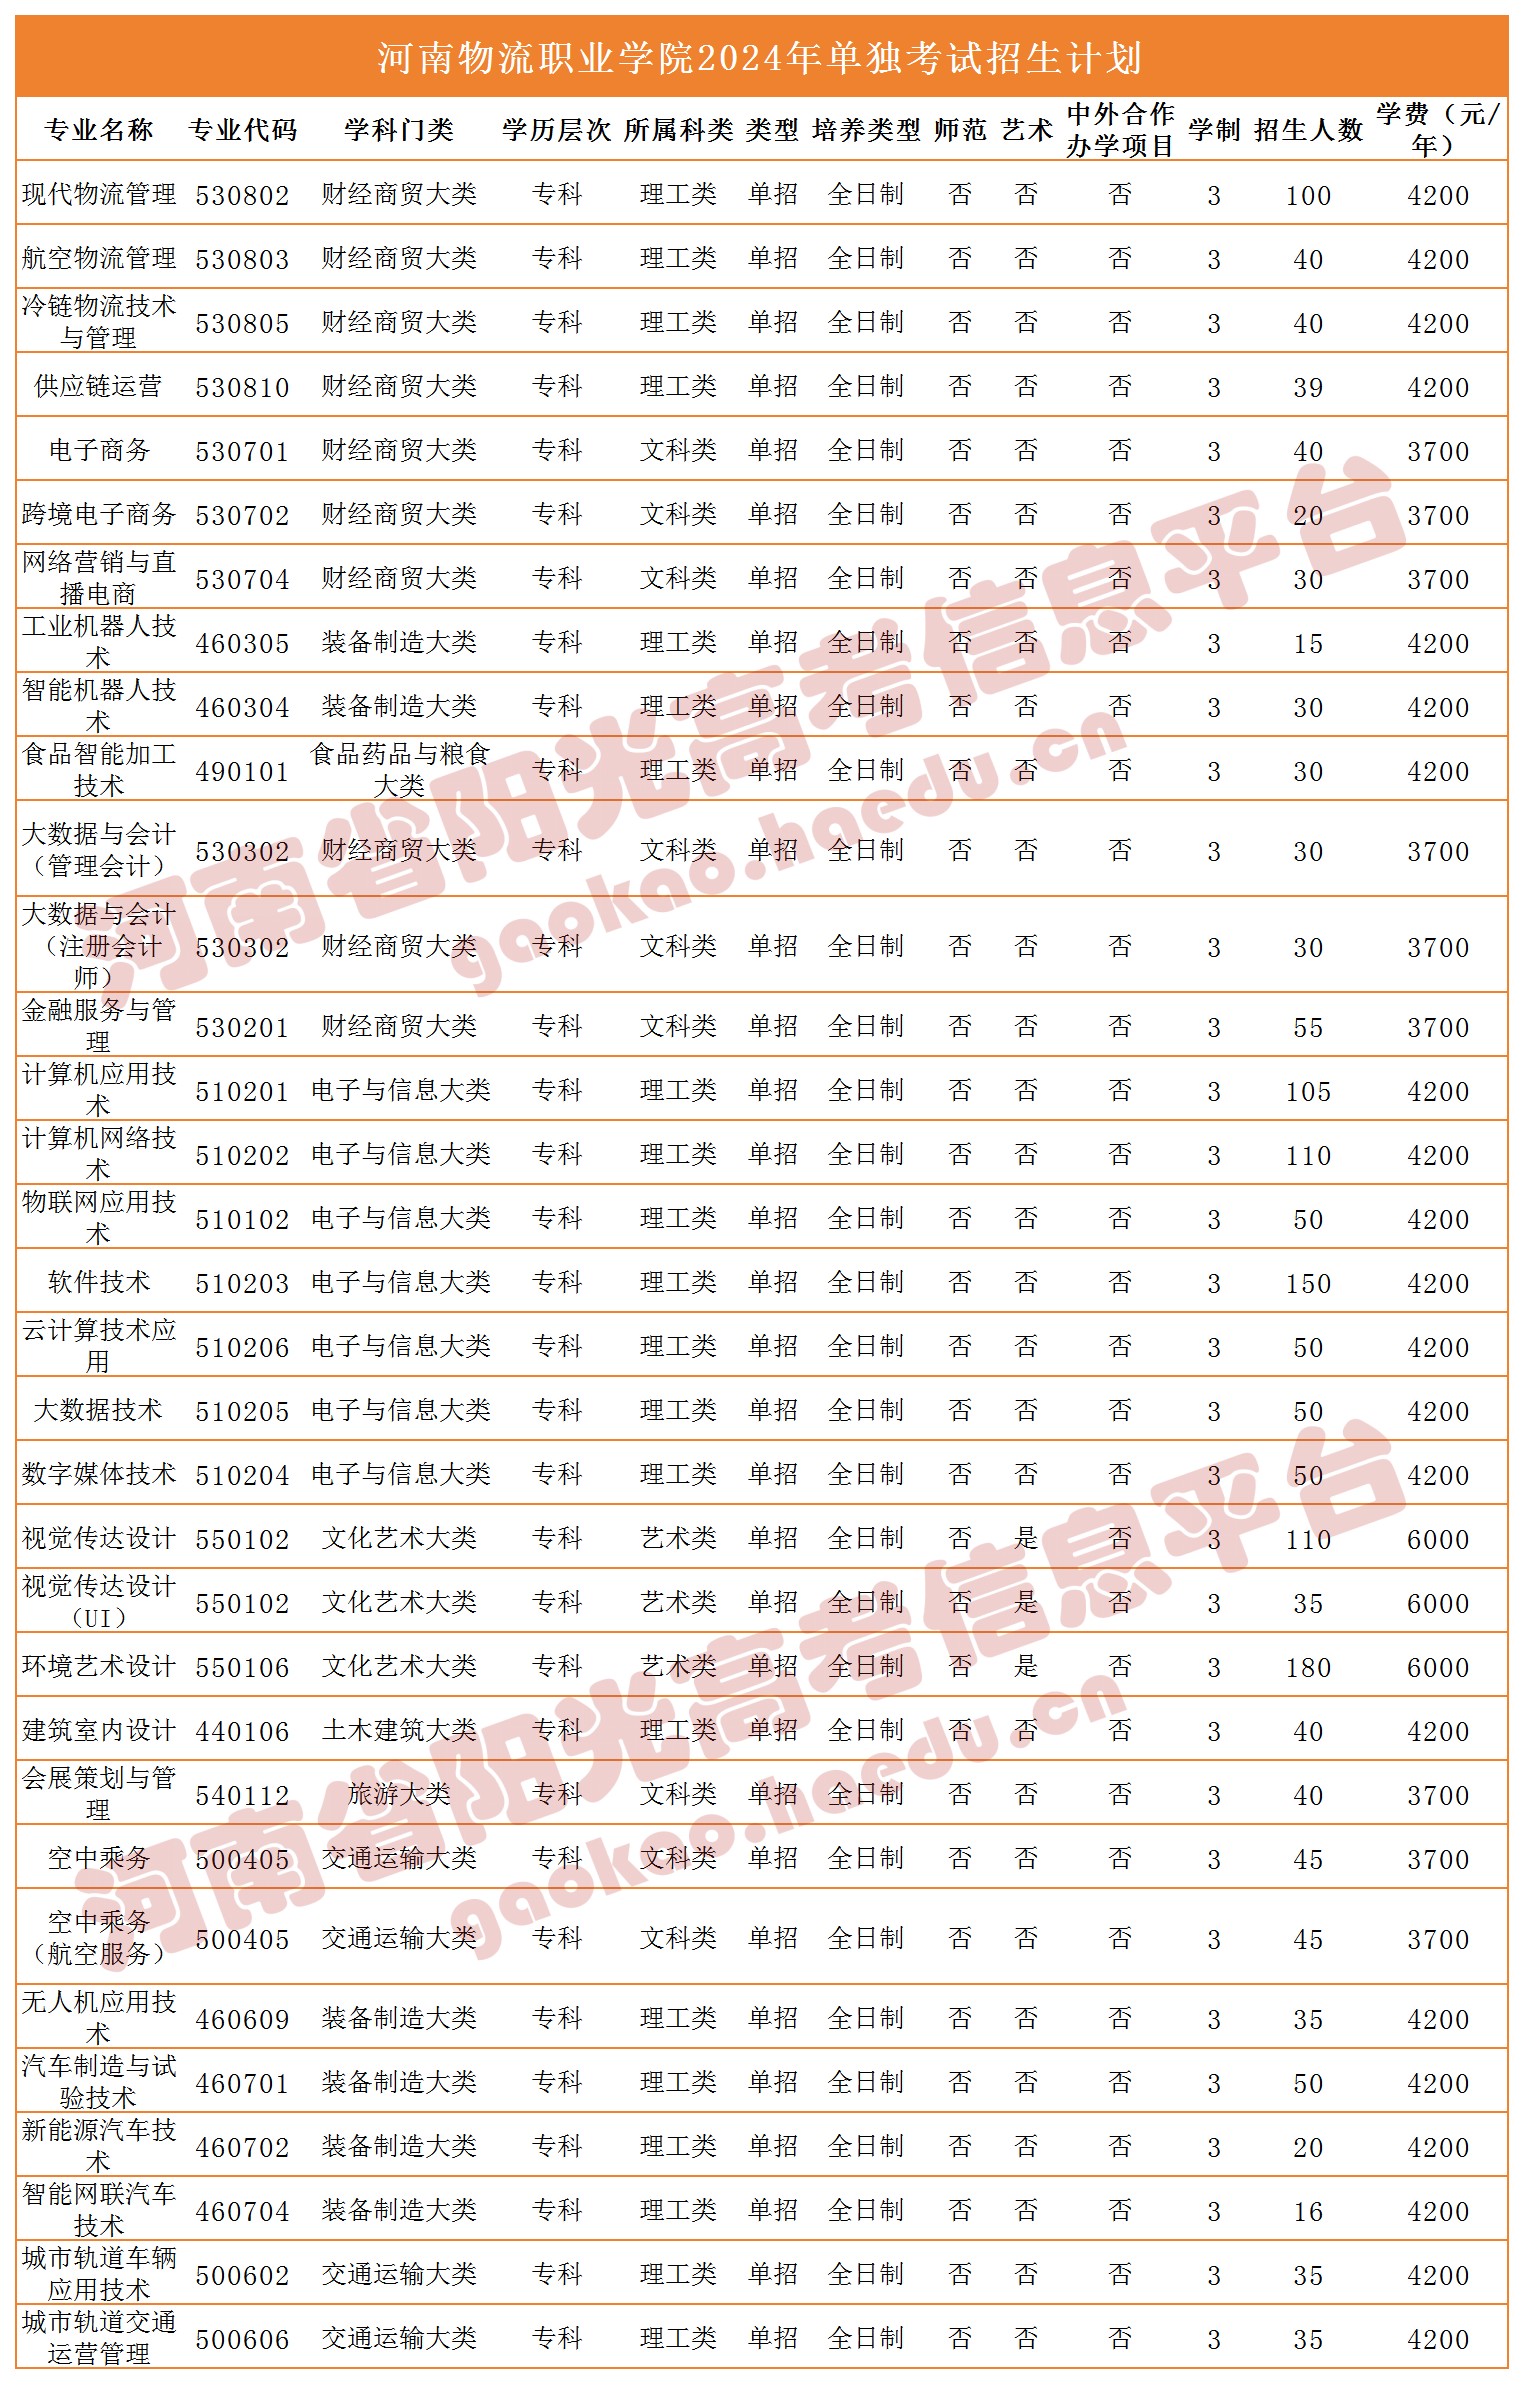 河南物流职业学院2024年单独考试招生计划
专业名称 专业代码 学科门类 学历层次 所属科类 类型 培养类型 师范 艺术 中外合作办学项目 学制 招生人数 学费（元/年）
现代物流管理 530802 财经商贸大类 专科 理工类 单招 全日制 否 否 否 3 100 4200
航空物流管理 530803 财经商贸大类 专科 理工类 单招 全日制 否 否 否 3 40 4200
冷链物流技术与管理 530805 财经商贸大类 专科 理工类 单招 全日制 否 否 否 3 40 4200
供应链运营 530810 财经商贸大类 专科 理工类 单招 全日制 否 否 否 3 39 4200
电子商务 530701 财经商贸大类 专科 文科类 单招 全日制 否 否 否 3 40 3700
跨境电子商务 530702 财经商贸大类 专科 文科类 单招 全日制 否 否 否 3 20 3700
网络营销与直播电商 530704 财经商贸大类 专科 文科类 单招 全日制 否 否 否 3 30 3700
工业机器人技术 460305 装备制造大类 专科 理工类 单招 全日制 否 否 否 3 15 4200
智能机器人技术 460304 装备制造大类 专科 理工类 单招 全日制 否 否 否 3 30 4200
食品智能加工技术 490101 食品药品与粮食大类 专科 理工类 单招 全日制 否 否 否 3 30 4200
大数据与会计（管理会计） 530302 财经商贸大类 专科 文科类 单招 全日制 否 否 否 3 30 3700
大数据与会计（注册会计师） 530302 财经商贸大类 专科 文科类 单招 全日制 否 否 否 3 30 3700
金融服务与管理 530201 财经商贸大类 专科 文科类 单招 全日制 否 否 否 3 55 3700
计算机应用技术 510201 电子与信息大类 专科 理工类 单招 全日制 否 否 否 3 105 4200
计算机网络技术 510202 电子与信息大类 专科 理工类 单招 全日制 否 否 否 3 110 4200
物联网应用技术 510102 电子与信息大类 专科 理工类 单招 全日制 否 否 否 3 50 4200
软件技术 510203 电子与信息大类 专科 理工类 单招 全日制 否 否 否 3 150 4200
云计算技术应用 510206 电子与信息大类 专科 理工类 单招 全日制 否 否 否 3 50 4200
大数据技术 510205 电子与信息大类 专科 理工类 单招 全日制 否 否 否 3 50 4200
数字媒体技术 510204 电子与信息大类 专科 理工类 单招 全日制 否 否 否 3 50 4200
视觉传达设计 550102 文化艺术大类 专科 艺术类 单招 全日制 否 是 否 3 110 6000
视觉传达设计（UI） 550102 文化艺术大类 专科 艺术类 单招 全日制 否 是 否 3 35 6000
环境艺术设计 550106 文化艺术大类 专科 艺术类 单招 全日制 否 是 否 3 180 6000
建筑室内设计 440106 土木建筑大类 专科 理工类 单招 全日制 否 否 否 3 40 4200
会展策划与管理 540112 旅游大类 专科 文科类 单招 全日制 否 否 否 3 40 3700
空中乘务 500405 交通运输大类 专科 文科类 单招 全日制 否 否 否 3 45 3700
空中乘务（航空服务） 500405 交通运输大类 专科 文科类 单招 全日制 否 否 否 3 45 3700
无人机应用技术 460609 装备制造大类 专科 理工类 单招 全日制 否 否 否 3 35 4200
汽车制造与试验技术 460701 装备制造大类 专科 理工类 单招 全日制 否 否 否 3 50 4200
新能源汽车技术 460702 装备制造大类 专科 理工类 单招 全日制 否 否 否 3 20 4200
智能网联汽车技术 460704 装备制造大类 专科 理工类 单招 全日制 否 否 否 3 16 4200
城市轨道车辆应用技术 500602 交通运输大类 专科 理工类 单招 全日制 否 否 否 3 35 4200
城市轨道交通运营管理 500606 交通运输大类 专科 理工类 单招 全日制 否 否 否 3 35 4200
河南省阳光高考信息平台
gaokao.haedu.cn
河南省阳光高考信息平台
gaokao.haedu.cn